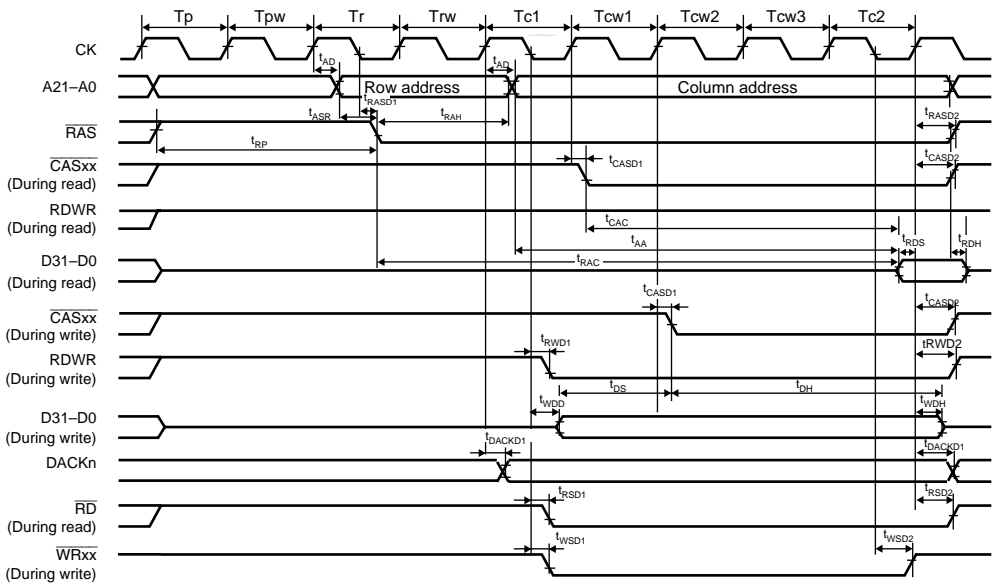 Tp Tpw Tr Trw Tc1 Tcw1 Tcw2 Tcw3 Tc2
CK
tAD tAD
A21–A0 Row address Column address
tRASD1
tASR tRAH tRASD2
RAS
tRP
CASxx tCASD1 tCASD2
(During read)
RDWR
(During read) tCAC
tAA tRDS tRDH
D31–D0 tRAC
(During read)
tCASD1 tCASD2
CASxx
(During write)
RDWR tRWD1 tRWD2
(During write)
tDS tDH
tWDD tWDH
D31–D0
(During write)
tDACKD1 tDACKD1
DACKn
tRSD1 tRSD2
RD
(During read)
tWSD1 tWSD2
WRxx
(During write)